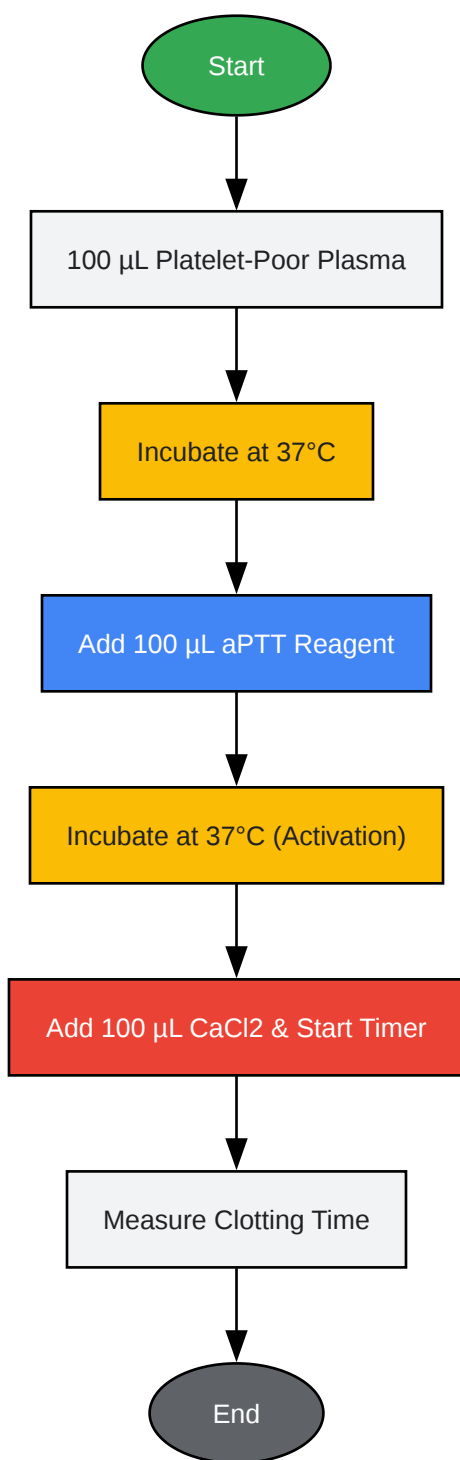 Start
100 µL Platelet-Poor Plasma
Incubate at 37°C
Add 100 µL aPTT Reagent
Incubate at 37°C (Activation)
Add 100 µL CaCl2 & Start Timer
Measure Clotting Time
End